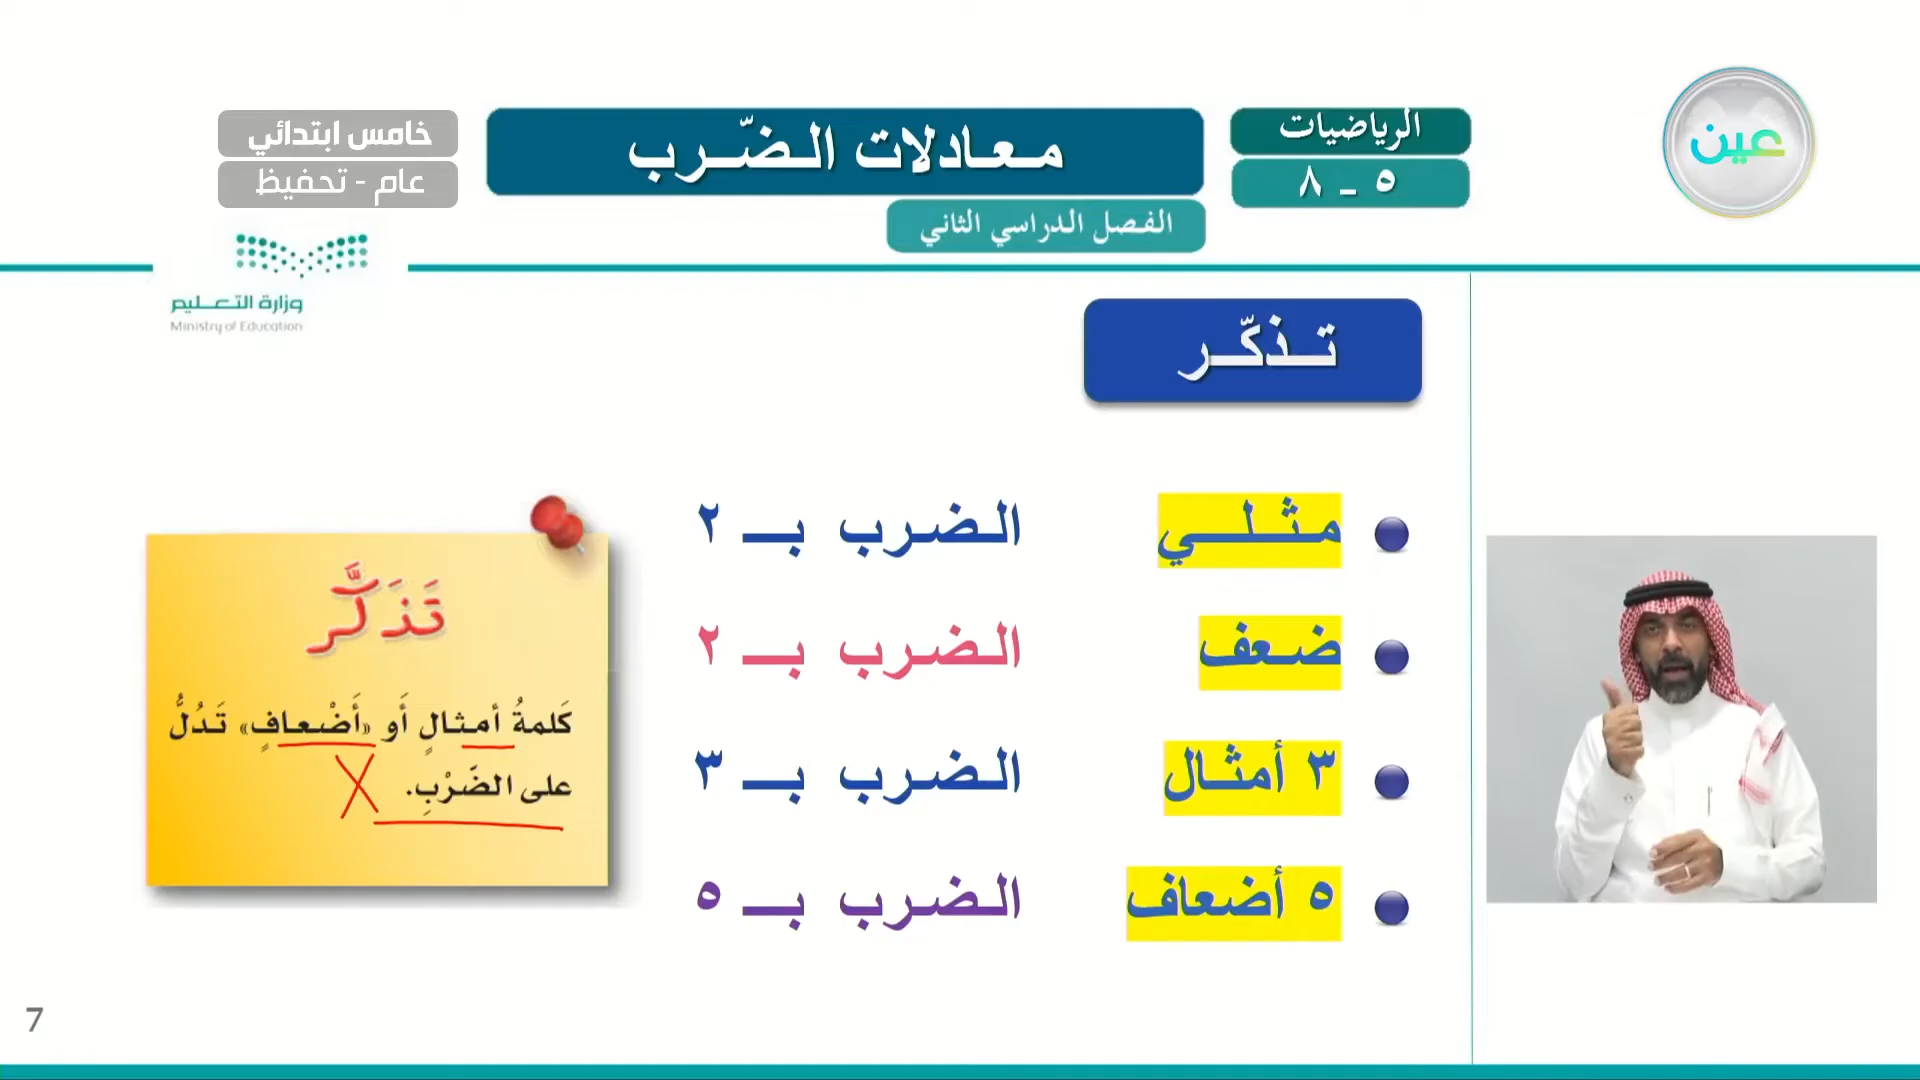 عين
الرياضيات
٥ - ٨
معادلات الضّرب
الفصل الدراسي الثاني
خامس ابتدائي
عام - تحفيظ
وزارة التعليم
Ministry of Education
تذكّر
مثلي الضرب بـ ٢
ضعف الضرب بـ ٢
٣ أمثال الضرب بـ ٣
٥ أضعاف الضرب بـ ٥
تَذَكَّر
كَلمةُ أمثالٍ أَو «أَضْعافٍ» تَدُلُّ
على الضَّرْبِ.
7